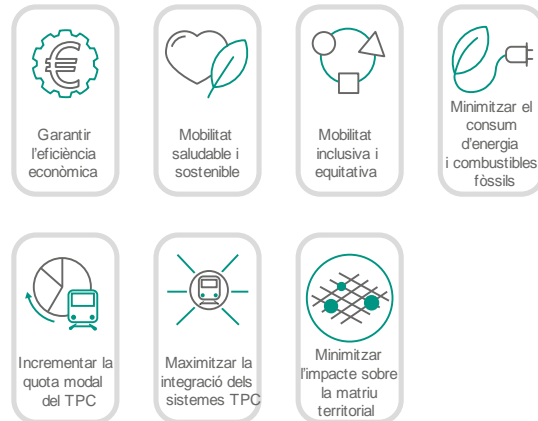 Garantir
l'eficiència
econòmica
Mobilitat
saludable i
sostenible
Mobilitat
inclusiva i
equitativa
Minimitzar el
consum
d'energia
i combustibles
fòssils
Incrementar la
quota modal
del TPC
Maximitzar la
integració dels
sistemes TPC
Minimitzar
l'impacte sobre
la matriu
territorial